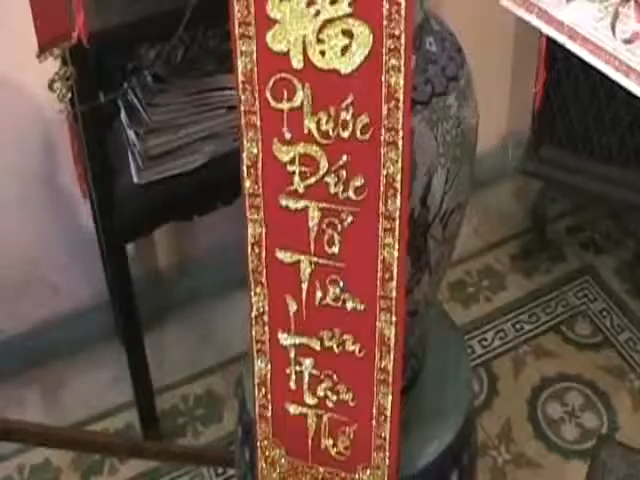 福
Phước
Đức
Tổ
Tiên
Lưu
Hậu
Thế